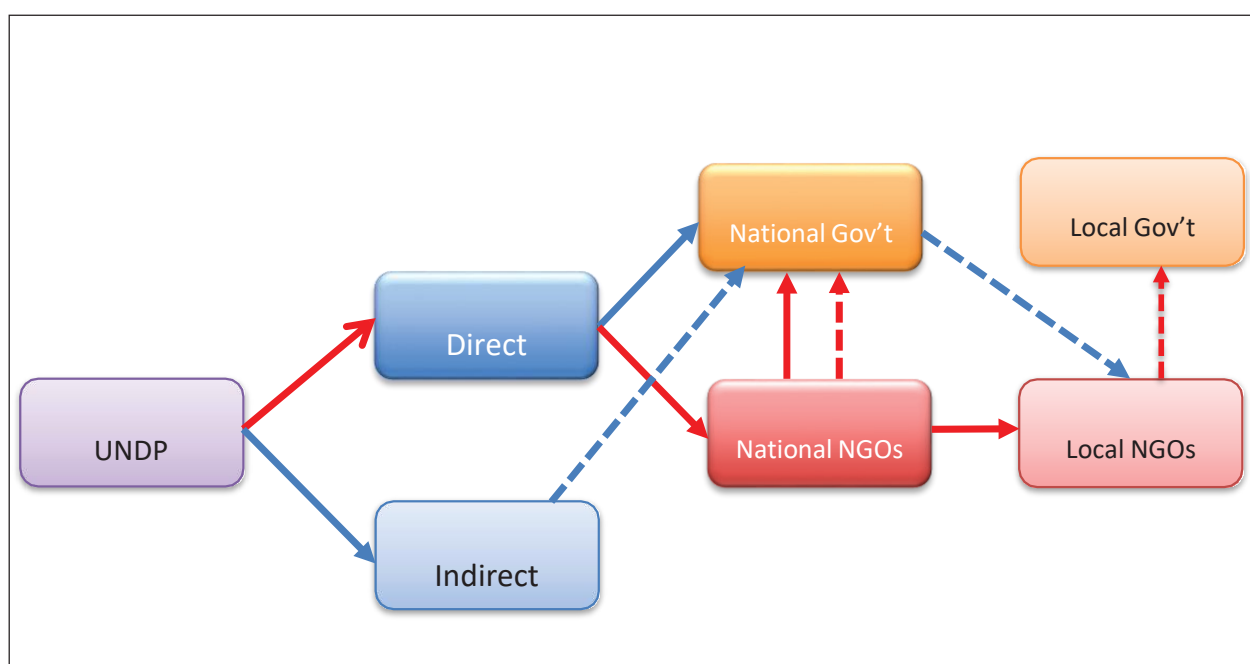 National Gov’t
Local Gov’t
Direct
UNDP
National NGOs
Local NGOs
Indirect